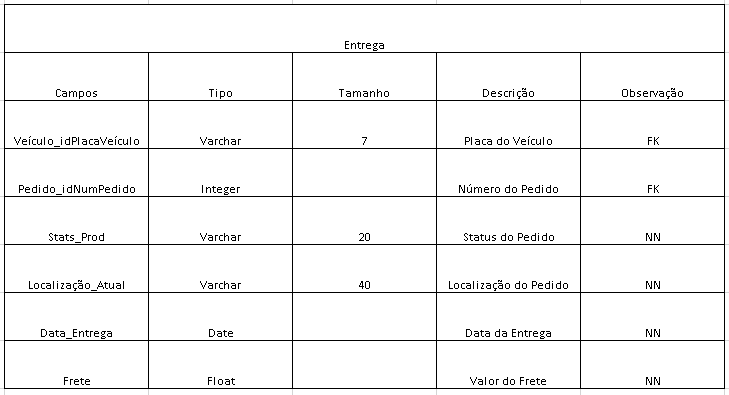 Entrega
Campos Tipo Tamanho Descrição Observação
Veículo_idPlacaVeículo Varchar 7 Placa do Veículo FK
Pedido_idNumPedido Integer Número do Pedido FK
Stats_Prod Varchar 20 Status do Pedido NN
Localização_Atual Varchar 40 Localização do Pedido NN
Data_Entrega Date Data da Entrega NN
Frete Float Valor do Frete NN